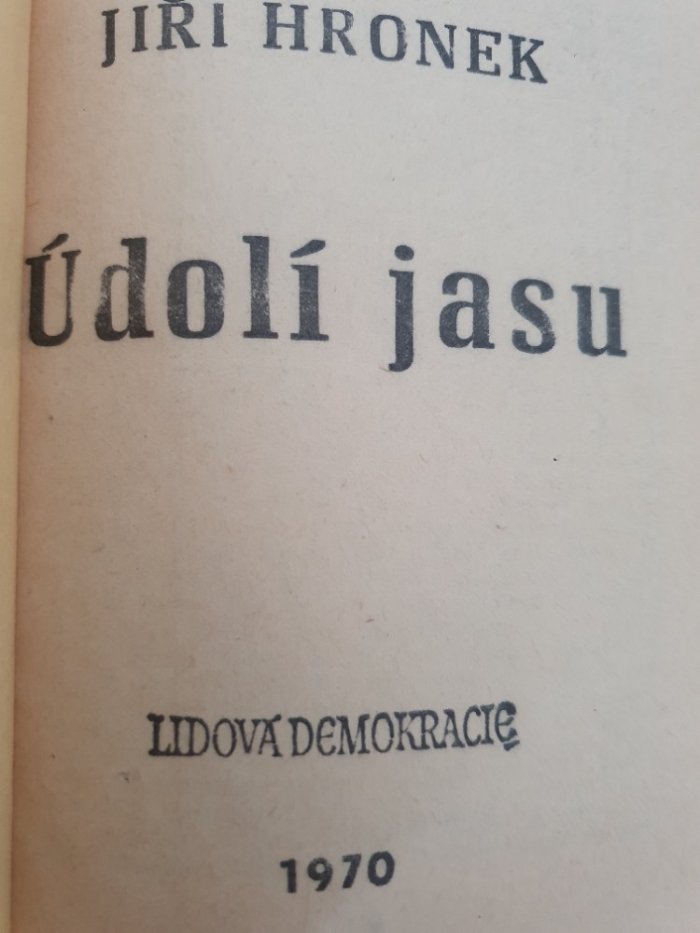 JIŘÍ HRONEK
Údolí jasu
LIDOVÁ DEMOKRACIE
1970